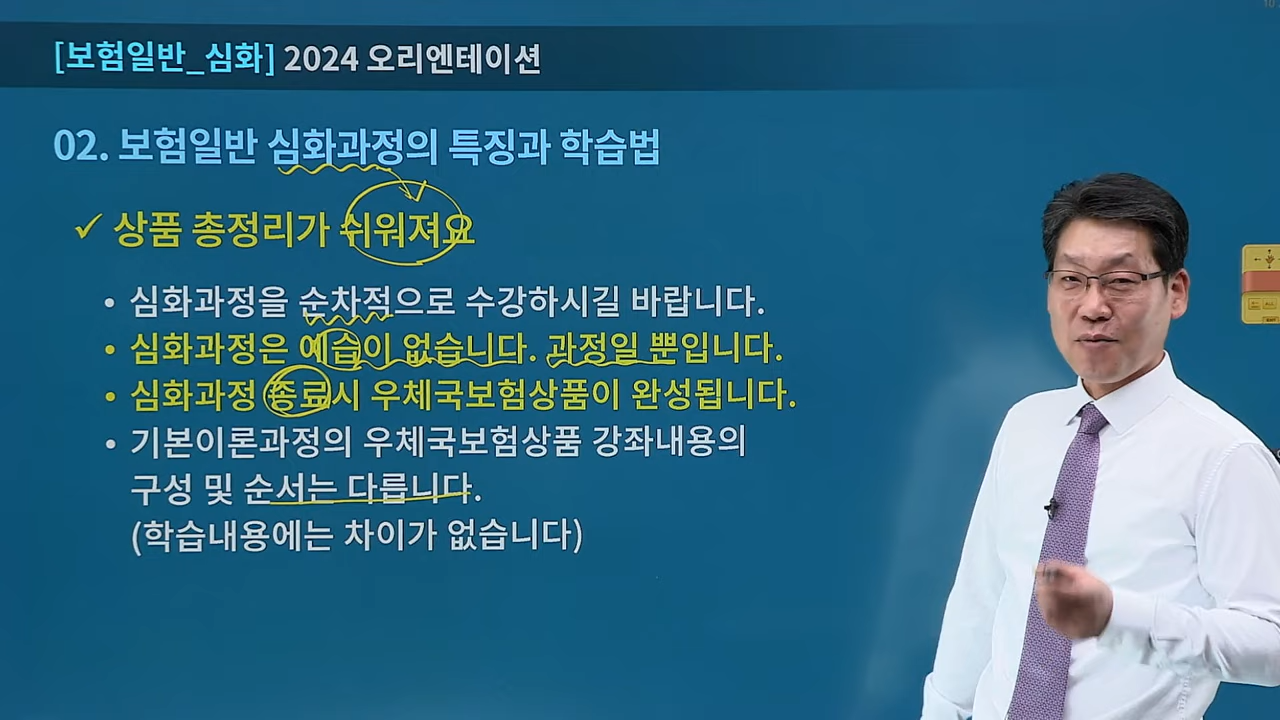 [보험일반_심화] 2024 오리엔테이션
02. 보험일반 심화과정의 특징과 학습법
✓ 상품 총정리가 쉬워져요
• 심화과정을 순차적으로 수강하시길 바랍니다.
• 심화과정은 예습이 없습니다. 과정일 뿐입니다.
• 심화과정 종료시 우체국보험상품이 완성됩니다.
• 기본이론과정의 우체국보험상품 강좌내용의
구성 및 순서는 다릅니다.
(학습내용에는 차이가 없습니다)